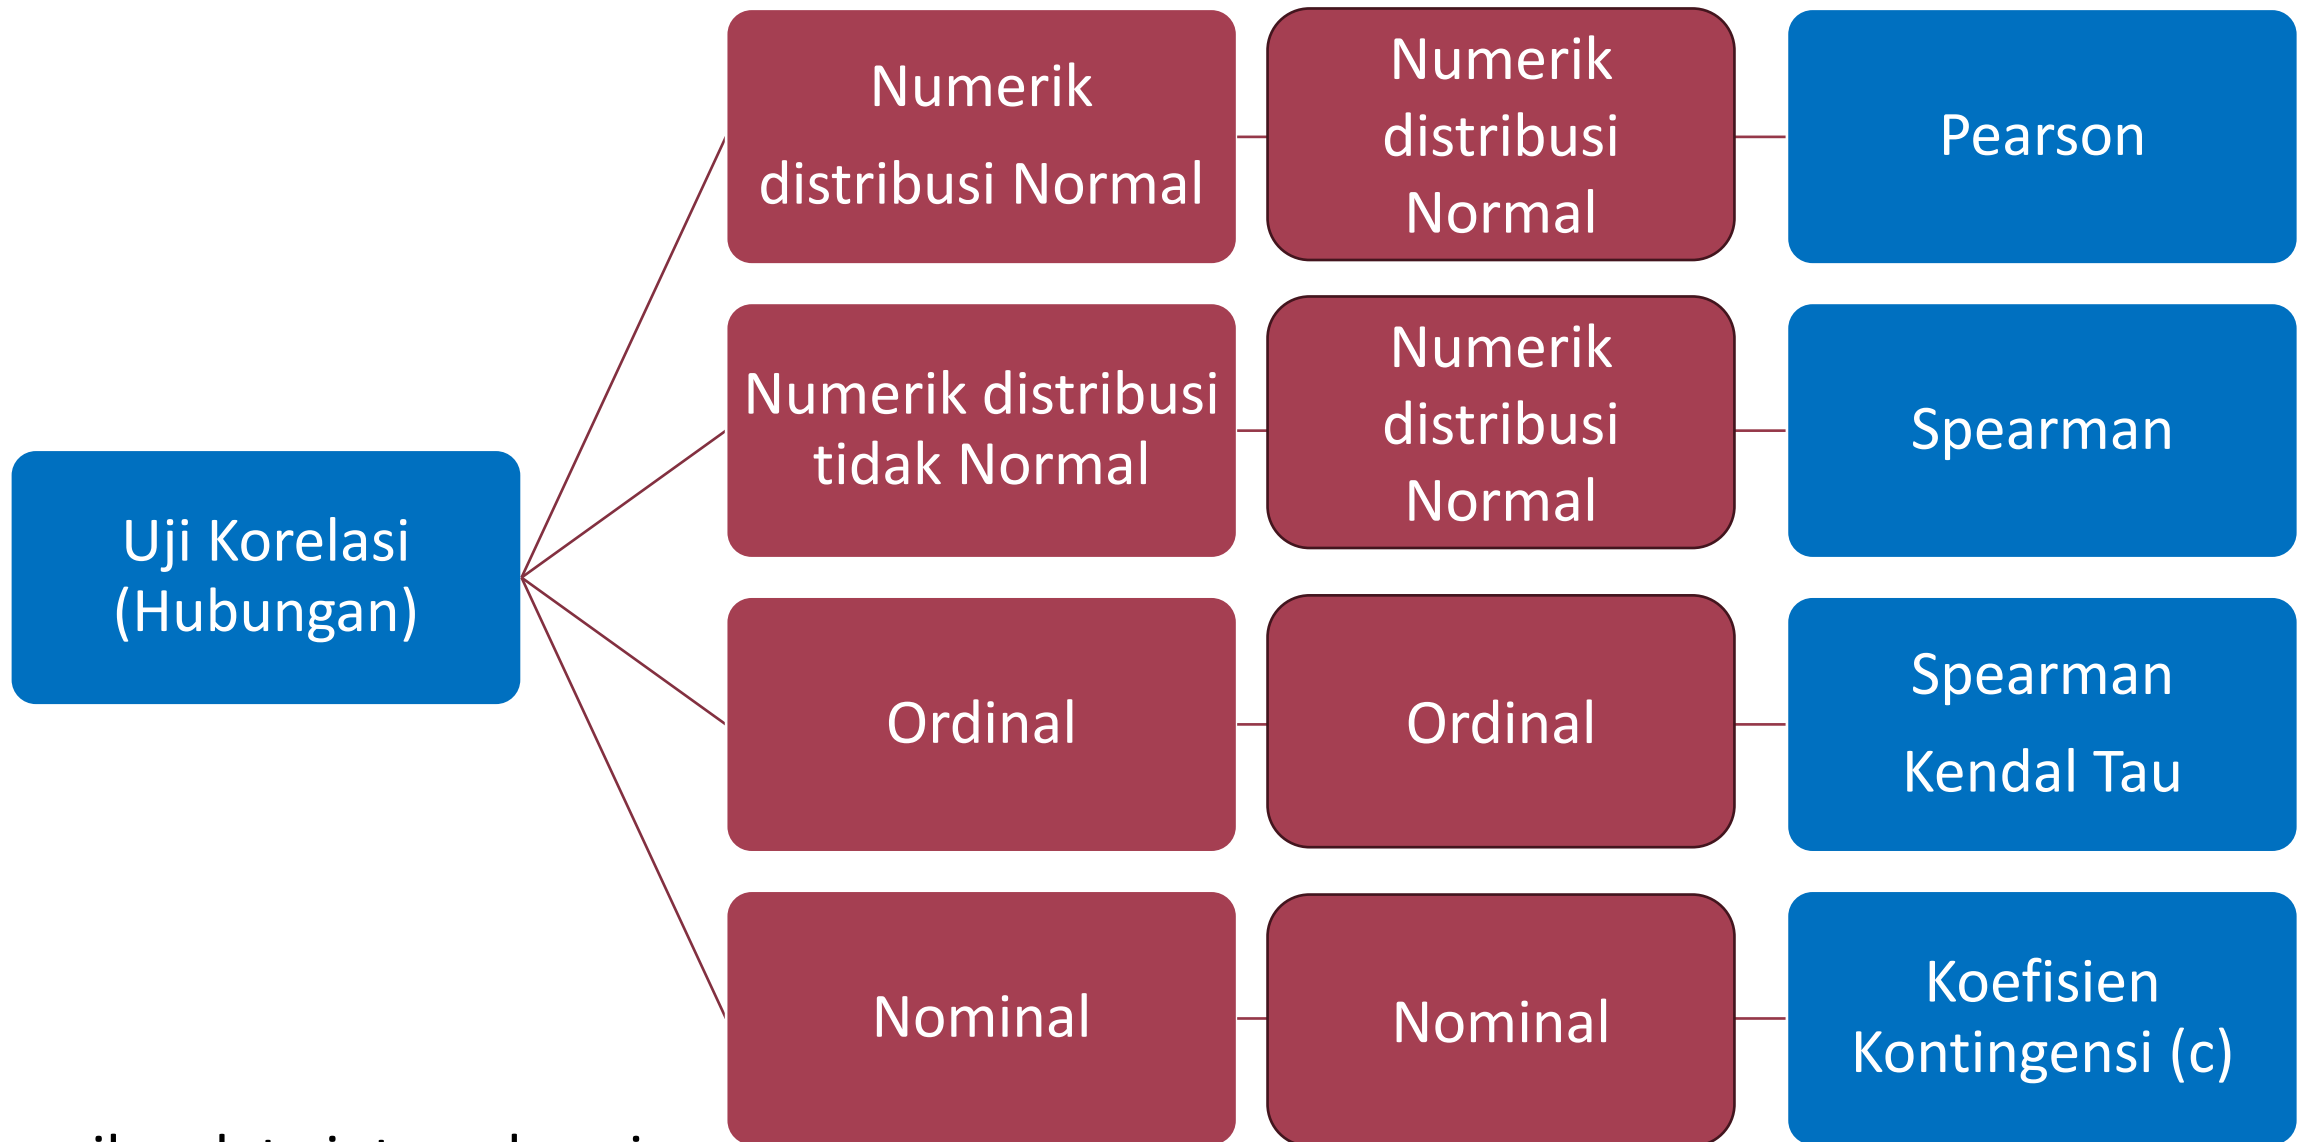 Uji Korelasi
(Hubungan)
Numerik
distribusi Normal
Numerik
distribusi
Normal
Pearson
Numerik distribusi
tidak Normal
Numerik
distribusi
Normal
Spearman
Ordinal
Ordinal
Spearman
Kendal Tau
Nominal
Nominal
Koefisien
Kontingensi (c)